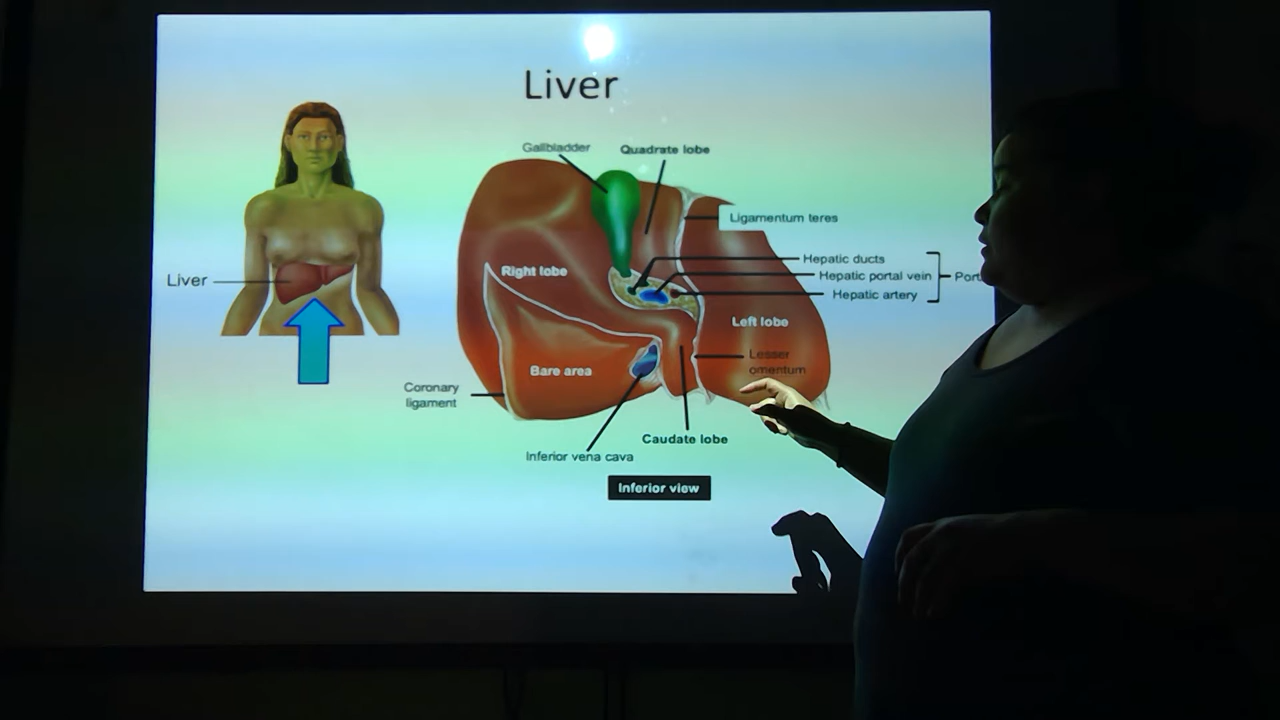 Liver
Gallbladder
Quadrate lobe
Ligamentum teres
Hepatic ducts
Hepatic portal vein
Hepatic artery
Right lobe
Liver
Left lobe
Lesser
omentum
Bare area
Coronary
ligament
Caudate lobe
Inferior vena cava
Inferior view